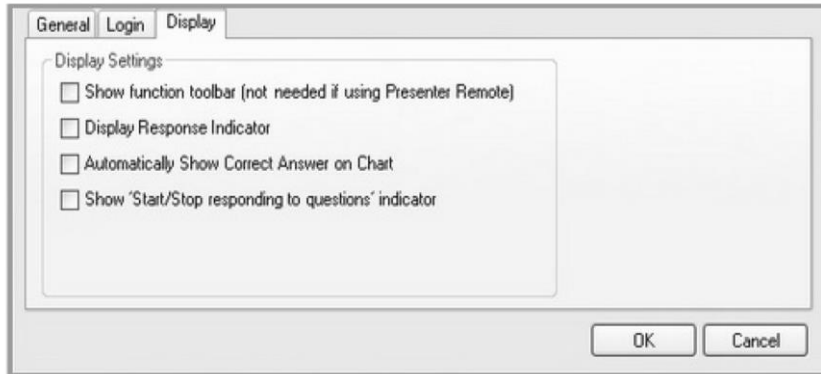 General Login Display
Display Settings
Show function toolbar (not needed if using Presenter Remote)
Display Response Indicator
Automatically Show Correct Answer on Chart
Show 'Start/Stop responding to questions' indicator
OK Cancel